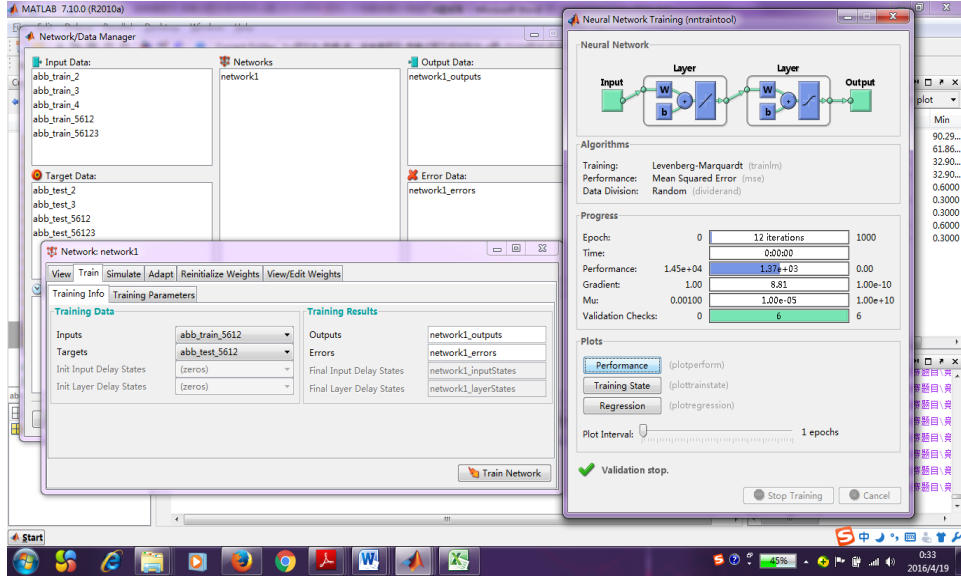 MATLAB 7.10.0 (R2010a)
Network/Data Manager
Input Data:
abb_train_2
abb_train_3
abb_train_4
abb_train_5612
abb_train_56123
Networks
network1
Output Data:
network1_outputs
Target Data:
abb_test_2
abb_test_3
abb_test_5612
abb_test_56123
Error Data:
network1_errors
Network: network1
View Train Simulate Adapt Reinitialize Weights View/Edit Weights
Training Info Training Parameters
Training Data
Training Results
Inputs abb_train_5612
Targets abb_test_5612
Init Input Delay States (zeros)
Init Layer Delay States (zeros)
Outputs network1_outputs
Errors network1_errors
Final Input Delay States network1_inputStates
Final Layer Delay States network1_layerStates
Train Network
Neural Network Training (nntraintool)
Neural Network
Layer Layer
Input Output
W W
b b
Algorithms
Training: Levenberg-Marquardt (trainlm)
Performance: Mean Squared Error (mse)
Data Division: Random (dividerand)
Progress
Epoch: 0 12 iterations 1000
Time: 0:00:00
Performance: 1.45e+04 1.37e+03 0.00
Gradient: 1.00 8.81 1.00e-10
Mu: 0.00100 1.00e-05 1.00e+10
Validation Checks: 0 6 6
Plots
Performance (plotperform)
Training State (plottrainstate)
Regression (plotregression)
Plot Interval: 1 epochs
Validation stop.
Stop Training Cancel
plot
Min
90.29...
61.86...
32.90...
32.90...
0.6000
0.3000
0.3000
0.6000
0.3000
Start
中
45%
0:33
2016/4/19